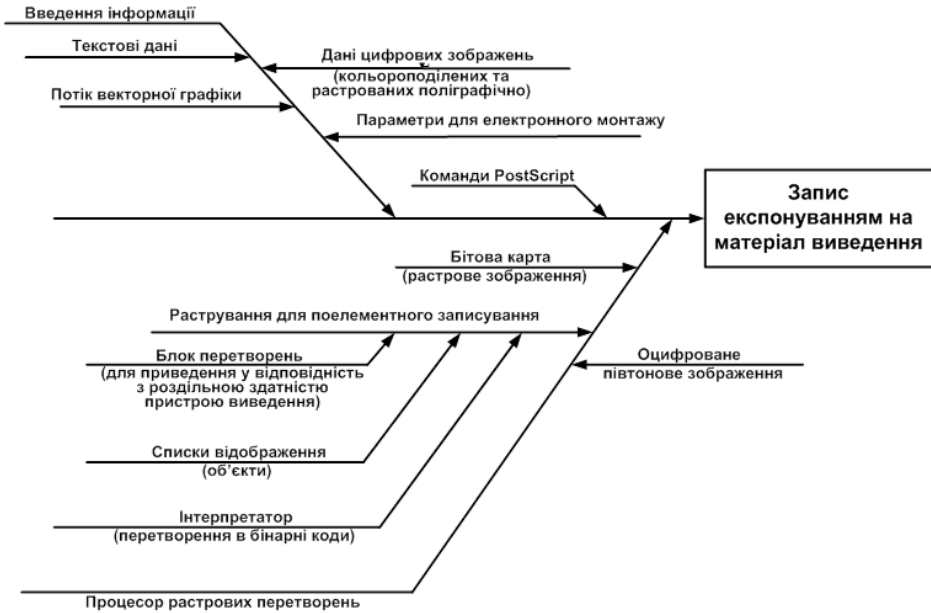 Введення інформації
Текстові дані
Дані цифрових зображень
(кольороподілених та
растрованих поліграфічно)
Потік векторної графіки
Параметри для електронного монтажу
Команди PostScript
Запис
експонуванням на
матеріал виведення
Бітова карта
(растрове зображення)
Растрування для поелементного записування
Блок перетворень
(для приведення у відповідність
з роздільною здатністю
пристрою виведення)
Оцифроване
півтонове зображення
Списки відображення
(об'єкти)
Інтерпретатор
(перетворення в бінарні коди)
Процесор растрових перетворень